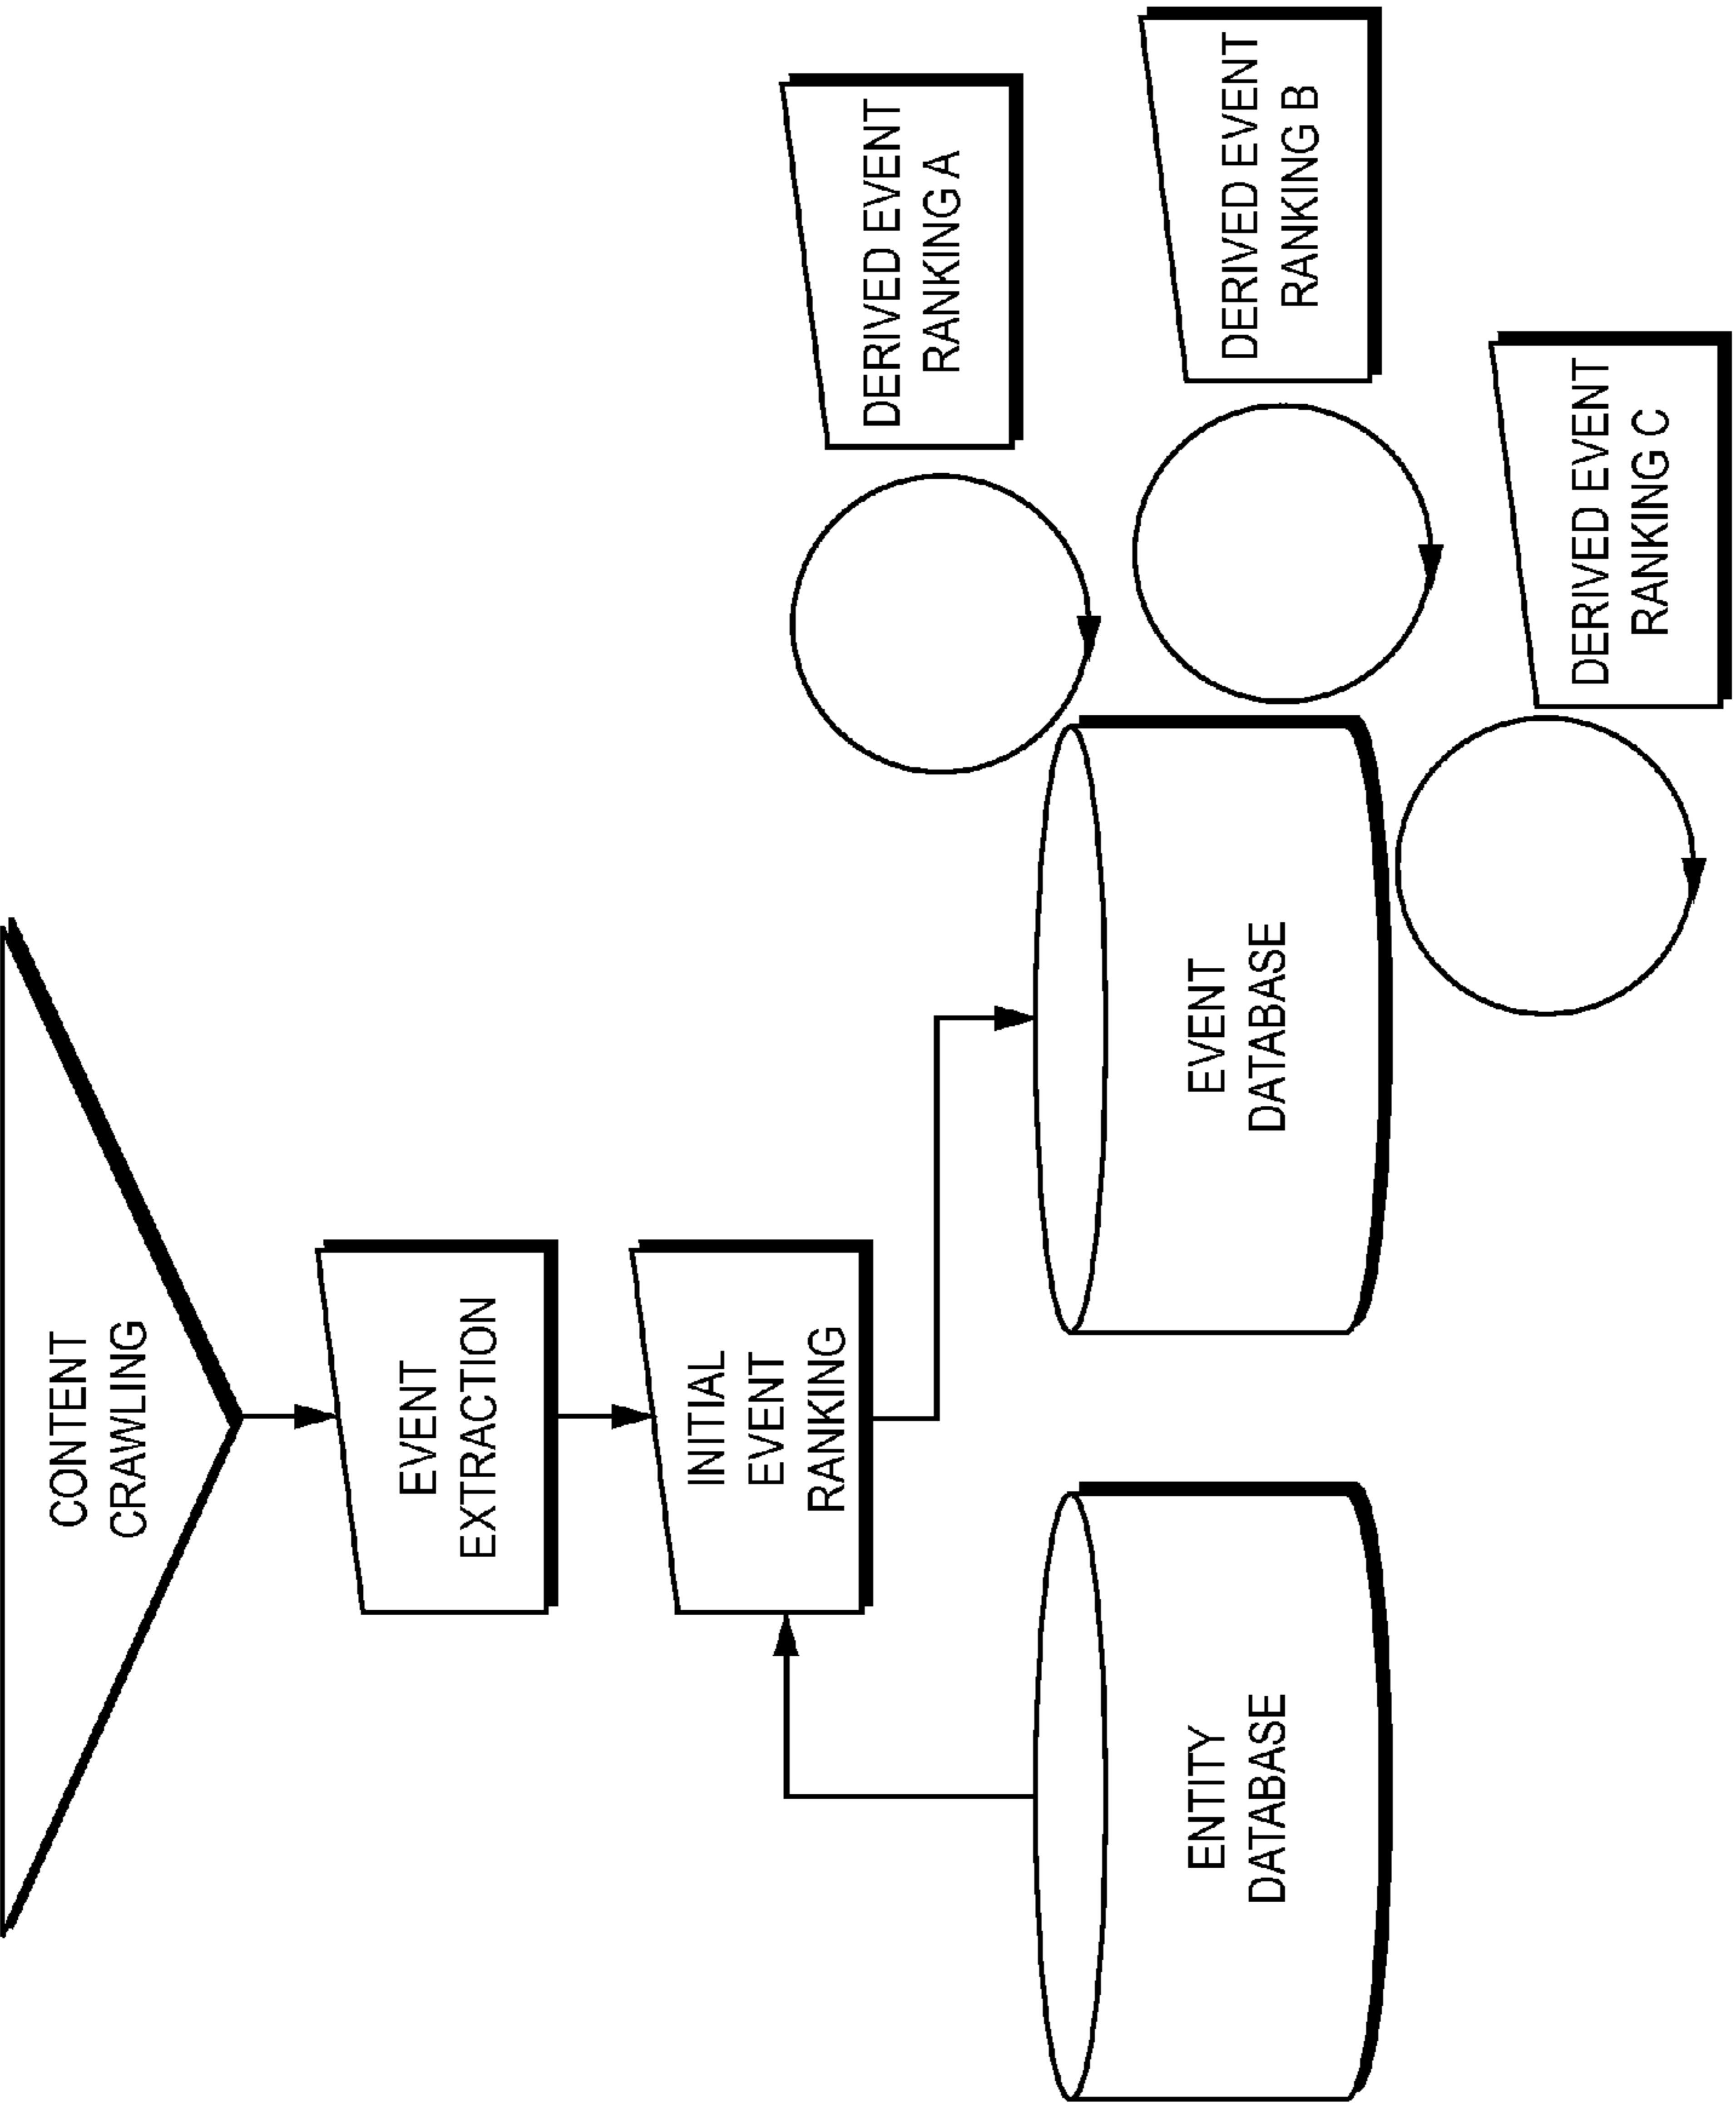 CONTENT
CRAWLING
EVENT
EXTRACTION
INITIAL
EVENT
RANKING
ENTITY
DATABASE
EVENT
DATABASE
DERIVED EVENT
RANKING A
DERIVED EVENT
RANKING B
DERIVED EVENT
RANKING C